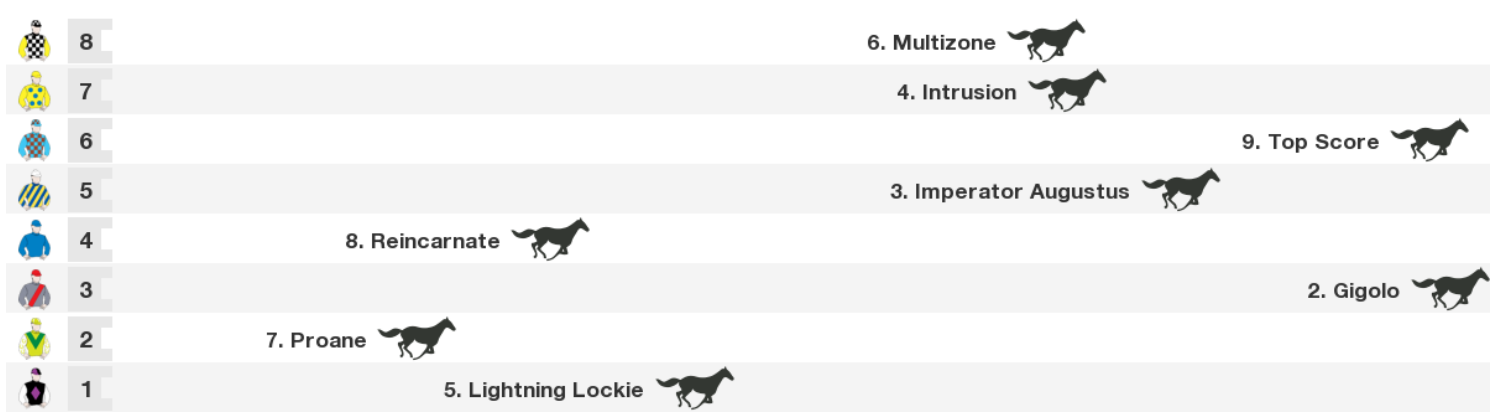 8 6. Multizone
7 4. Intrusion
6 9. Top Score
5 3. Imperator Augustus
4 8. Reincarnate
3 2. Gigolo
2 7. Proane
1 5. Lightning Lockie